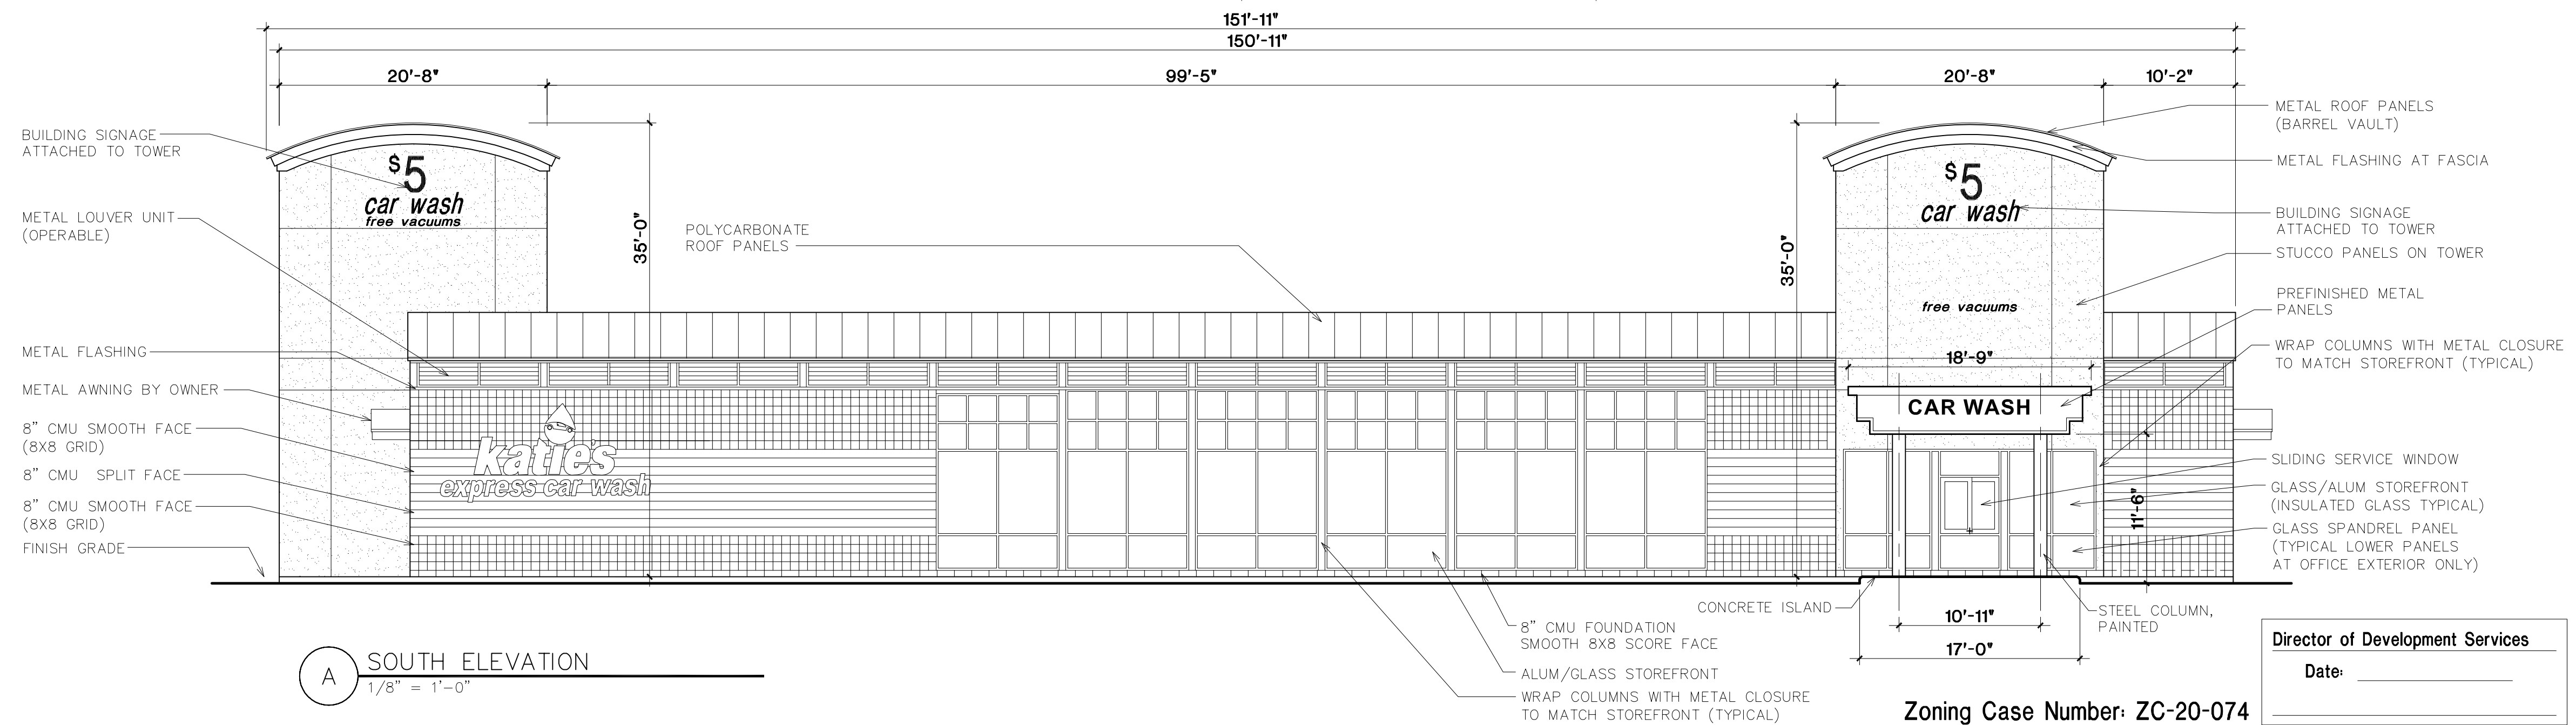 151'-11"
150'-11"
20'-8"
99'-5"
20'-8"
10'-2"
BUILDING SIGNAGE
ATTACHED TO TOWER
METAL LOUVER UNIT
(OPERABLE)
METAL FLASHING
METAL AWNING BY OWNER
8" CMU SMOOTH FACE
(8X8 GRID)
8" CMU SPLIT FACE
8" CMU SMOOTH FACE
(8X8 GRID)
FINISH GRADE
$5
car wash
free vacuums
35'-0"
POLYCARBONATE
ROOF PANELS
katie's
express car wash
35'-0"
$5
car wash
free vacuums
18'-9"
CAR WASH
11'-6"
METAL ROOF PANELS
(BARREL VAULT)
METAL FLASHING AT FASCIA
BUILDING SIGNAGE
ATTACHED TO TOWER
STUCCO PANELS ON TOWER
PREFINISHED METAL
PANELS
WRAP COLUMNS WITH METAL CLOSURE
TO MATCH STOREFRONT (TYPICAL)
SLIDING SERVICE WINDOW
GLASS/ALUM STOREFRONT
(INSULATED GLASS TYPICAL)
GLASS SPANDREL PANEL
(TYPICAL LOWER PANELS
AT OFFICE EXTERIOR ONLY)
CONCRETE ISLAND
STEEL COLUMN,
PAINTED
10'-11"
17'-0"
8" CMU FOUNDATION
SMOOTH 8X8 SCORE FACE
ALUM/GLASS STOREFRONT
WRAP COLUMNS WITH METAL CLOSURE
TO MATCH STOREFRONT (TYPICAL)
A
SOUTH ELEVATION
1/8" = 1'-0"
Director of Development Services
Date:
Zoning Case Number: ZC-20-074